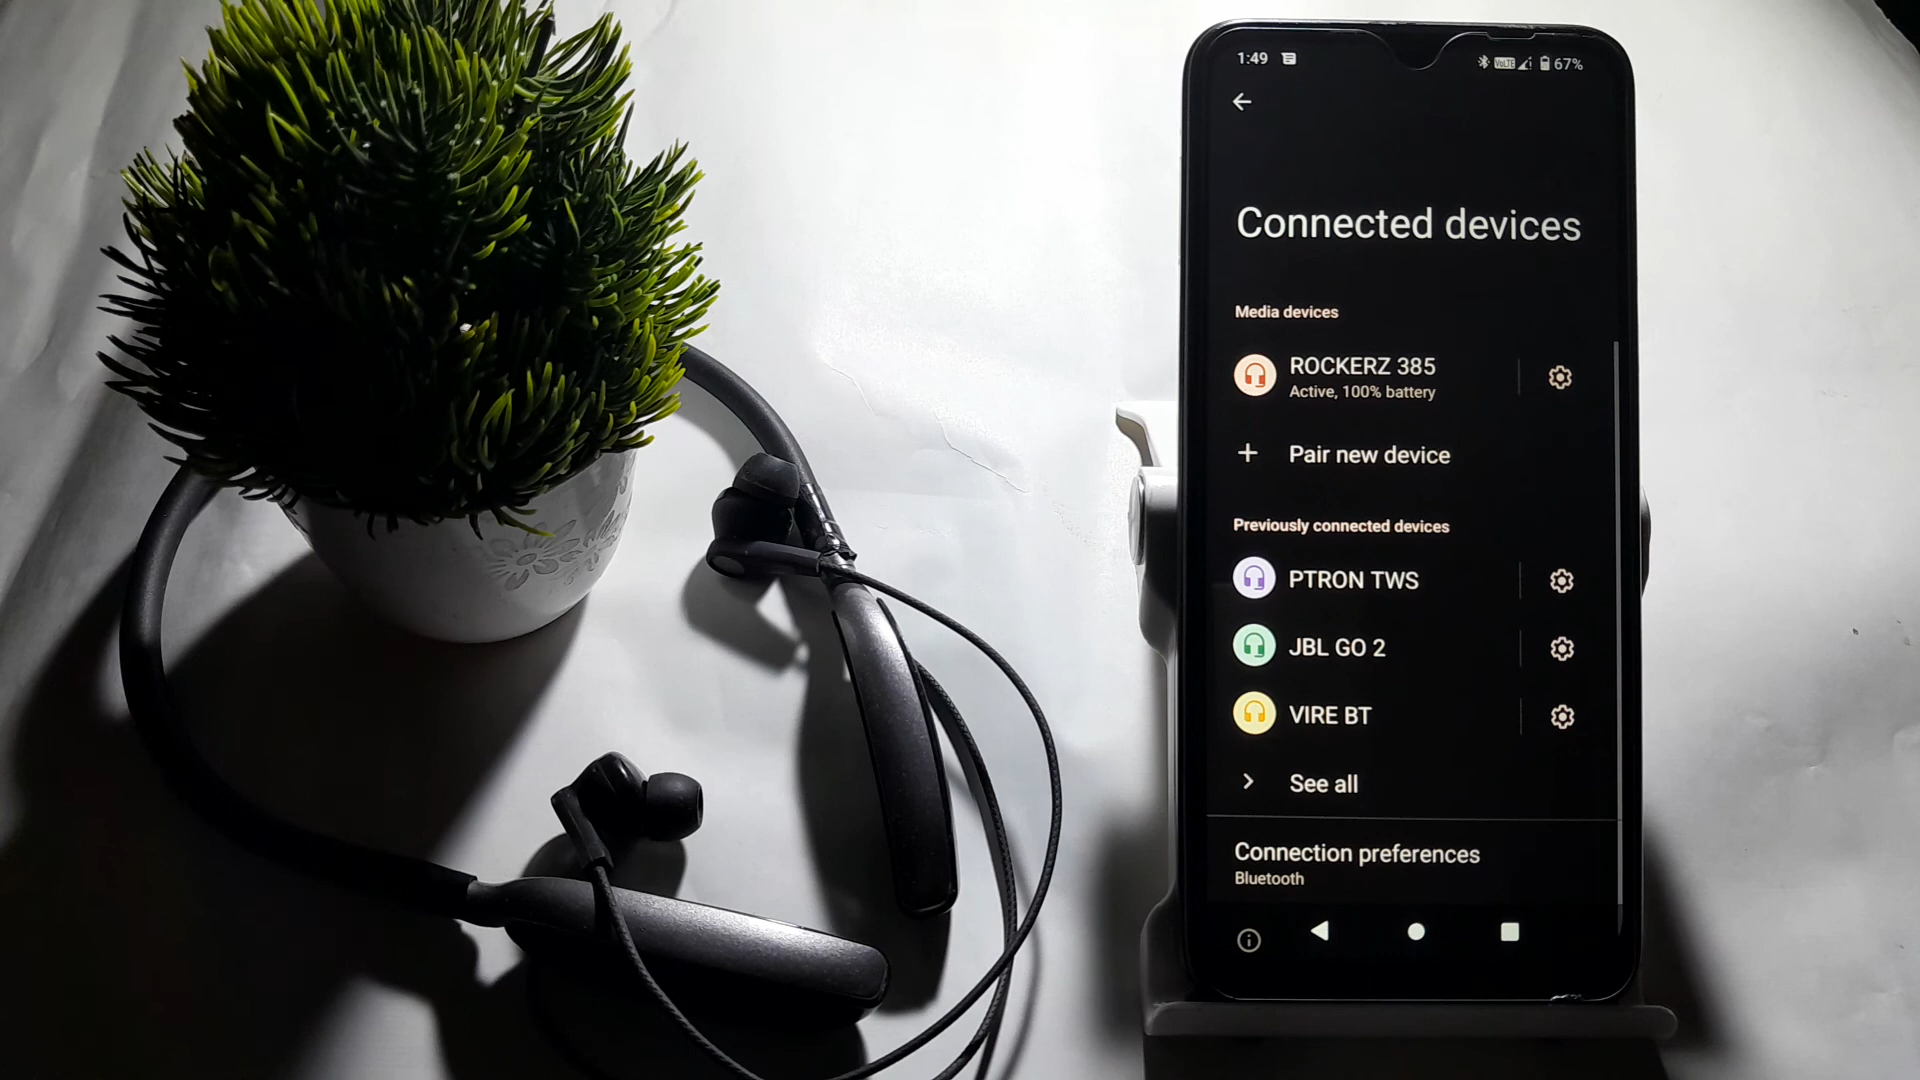 1:49
VoLTE 67%
Connected devices
Media devices
ROCKERZ 385
Active, 100% battery
Pair new device
Previously connected devices
PTRON TWS
JBL GO 2
VIRE BT
See all
Connection preferences
Bluetooth